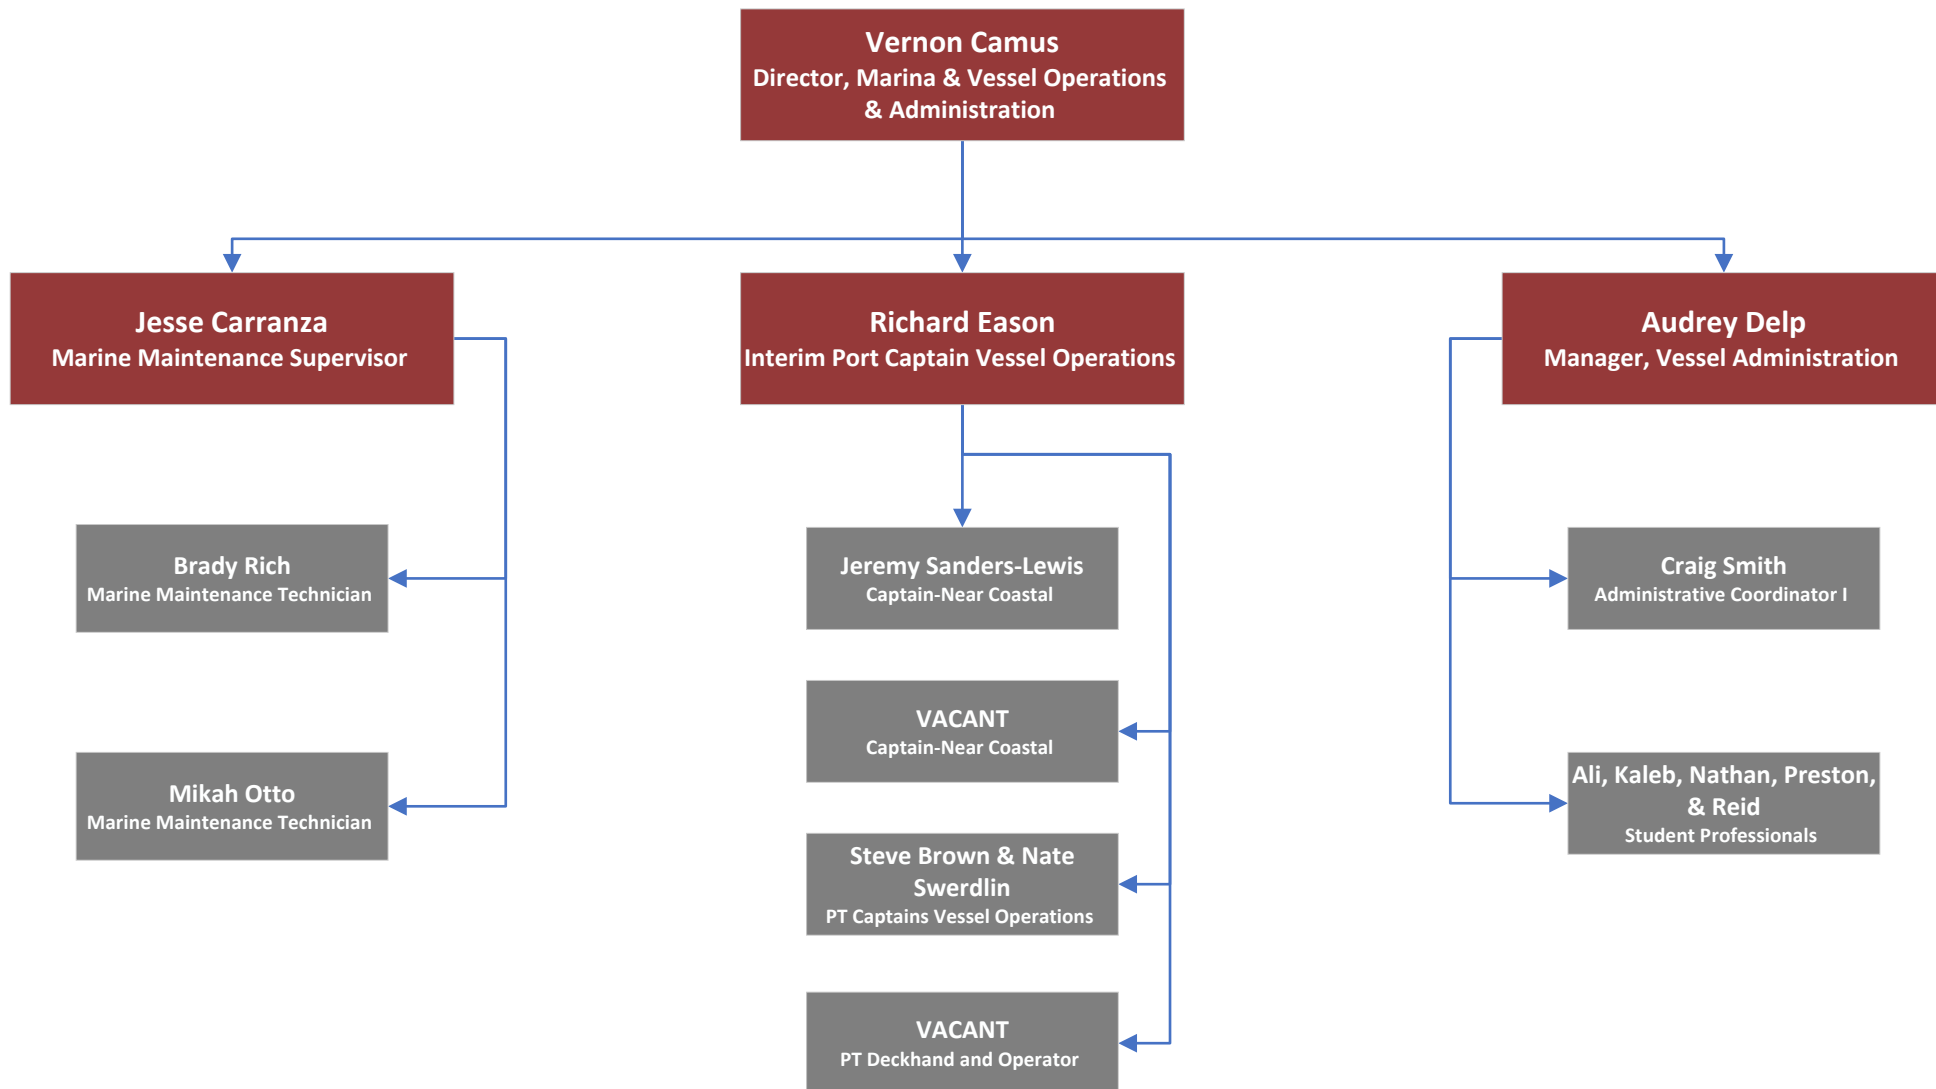 Vernon Camus
Director, Marina & Vessel Operations
& Administration
Jesse Carranza
Marine Maintenance Supervisor
Richard Eason
Interim Port Captain Vessel Operations
Audrey Delp
Manager, Vessel Administration
Brady Rich
Marine Maintenance Technician
Mikah Otto
Marine Maintenance Technician
Jeremy Sanders-Lewis
Captain-Near Coastal
VACANT
Captain-Near Coastal
Steve Brown & Nate
Swerdlin
PT Captains Vessel Operations
VACANT
PT Deckhand and Operator
Craig Smith
Administrative Coordinator I
Ali, Kaleb, Nathan, Preston,
& Reid
Student Professionals